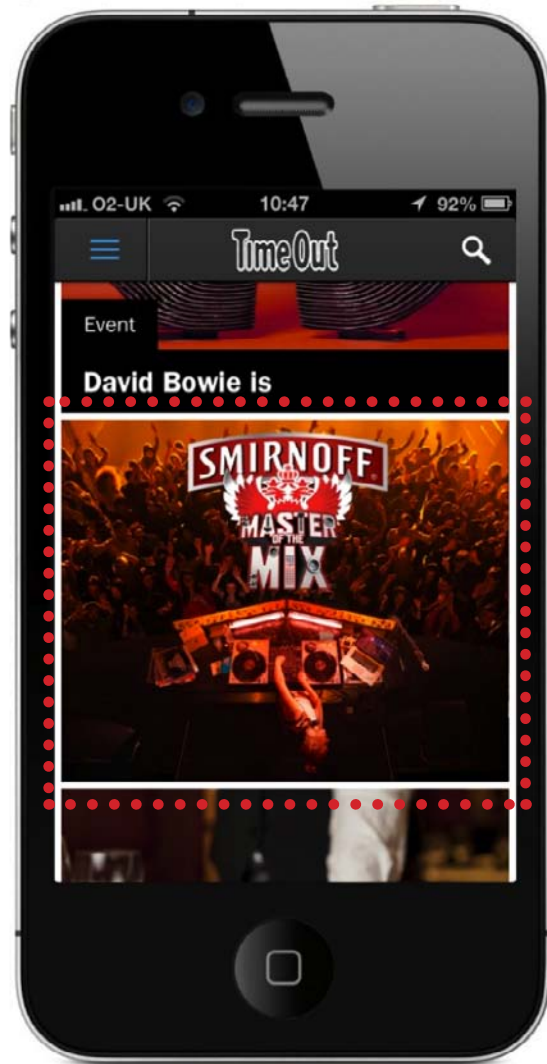 O2-UK 10:47 92%
Time Out
Event
David Bowie is
SMIRNOFF
MASTER
OF THE
MIX